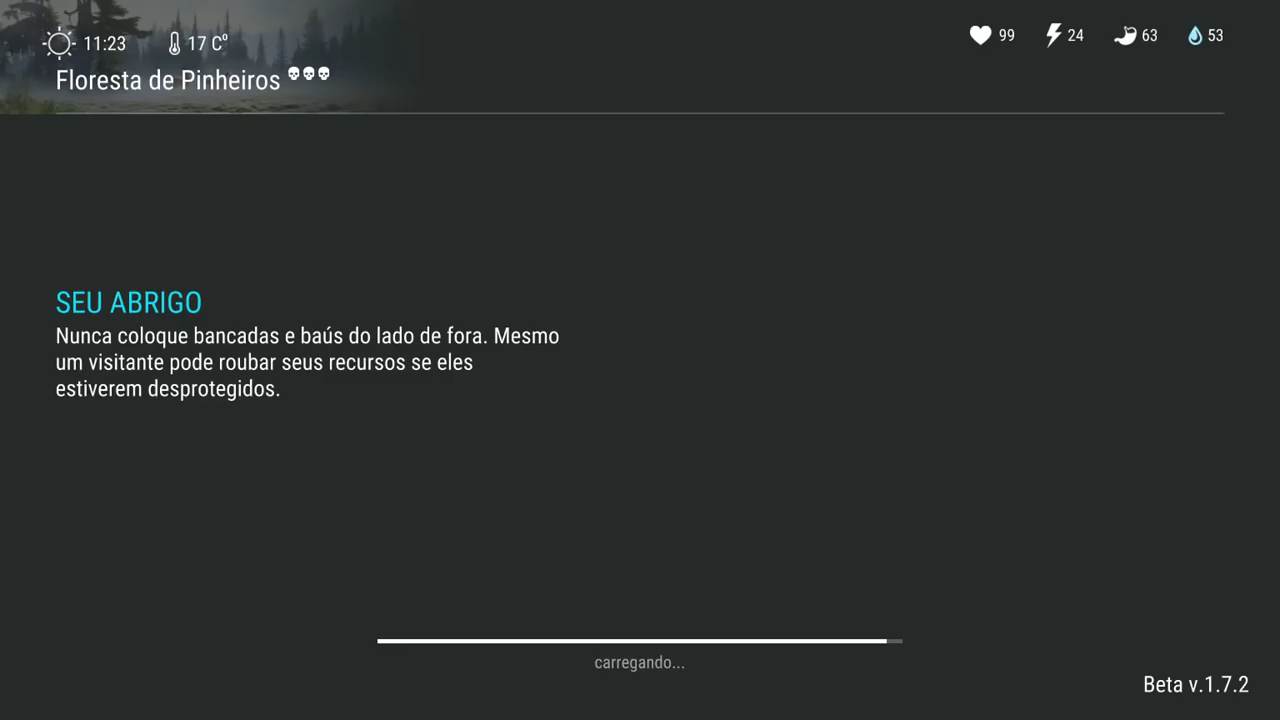 11:23 17 Cº
Floresta de Pinheiros
99 24 63 53
SEU ABRIGO
Nunca coloque bancadas e baús do lado de fora. Mesmo
um visitante pode roubar seus recursos se eles
estiverem desprotegidos.
carregando...
Beta v.1.7.2